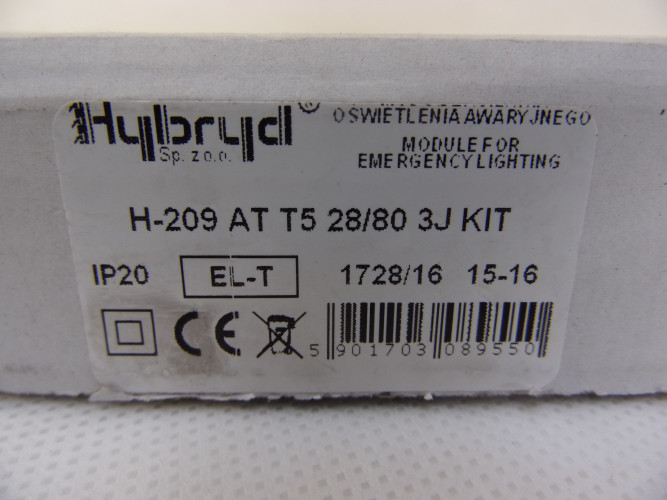 Hybryd®
Sp. z o.o.
OŚWIETLENIA AWARYJNEGO
MODULE FOR
EMERGENCY LIGHTING
H-209 AT T5 28/80 3J KIT
IP20 EL-T 1728/16 15-16
CE
5 901703 089550